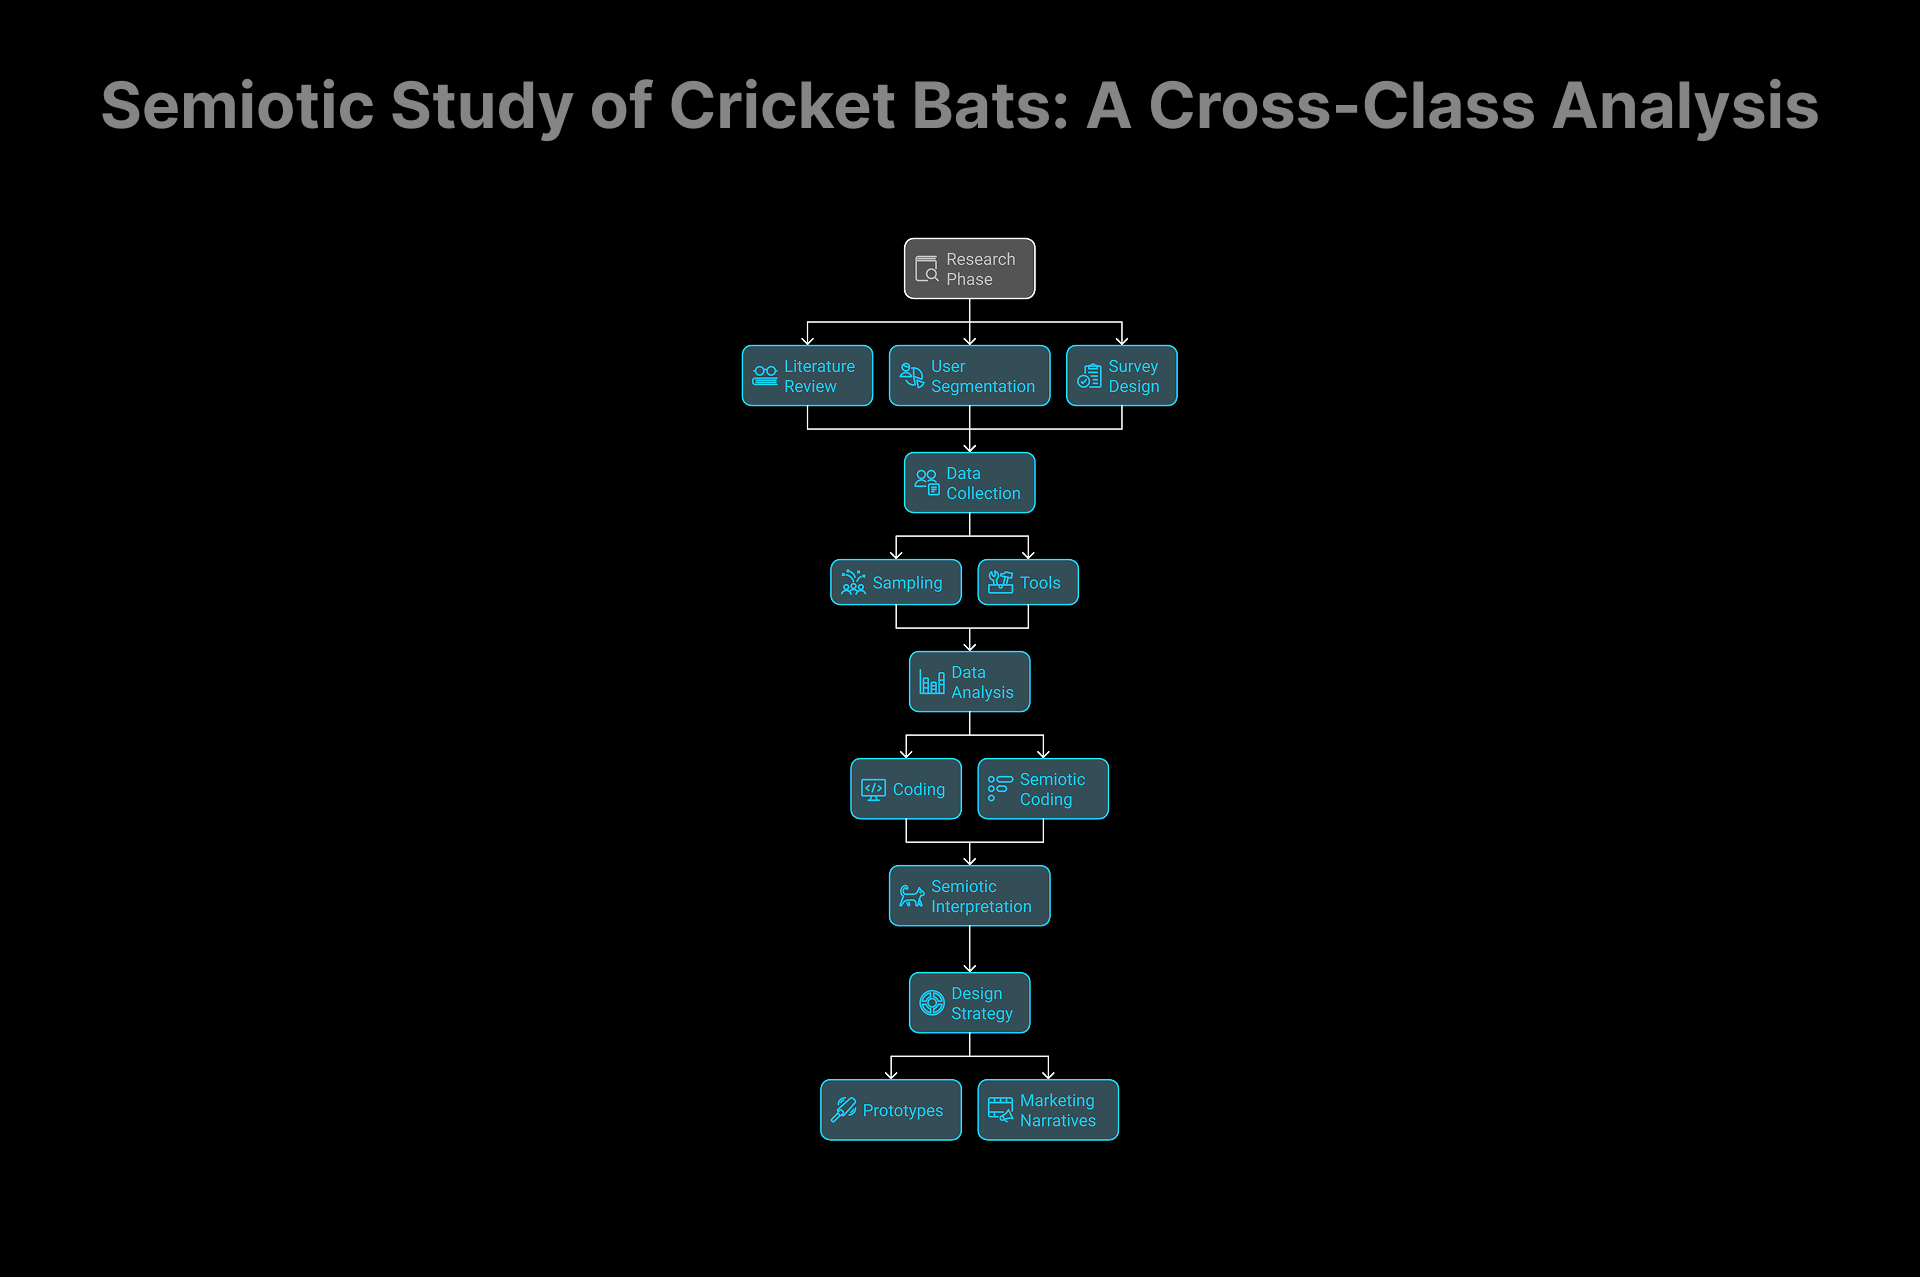 Semiotic Study of Cricket Bats: A Cross-Class Analysis
Research
Phase
Literature
Review
User
Segmentation
Survey
Design
Data
Collection
Sampling
Tools
Data
Analysis
Coding
Semiotic
Coding
Semiotic
Interpretation
Design
Strategy
Prototypes
Marketing
Narratives